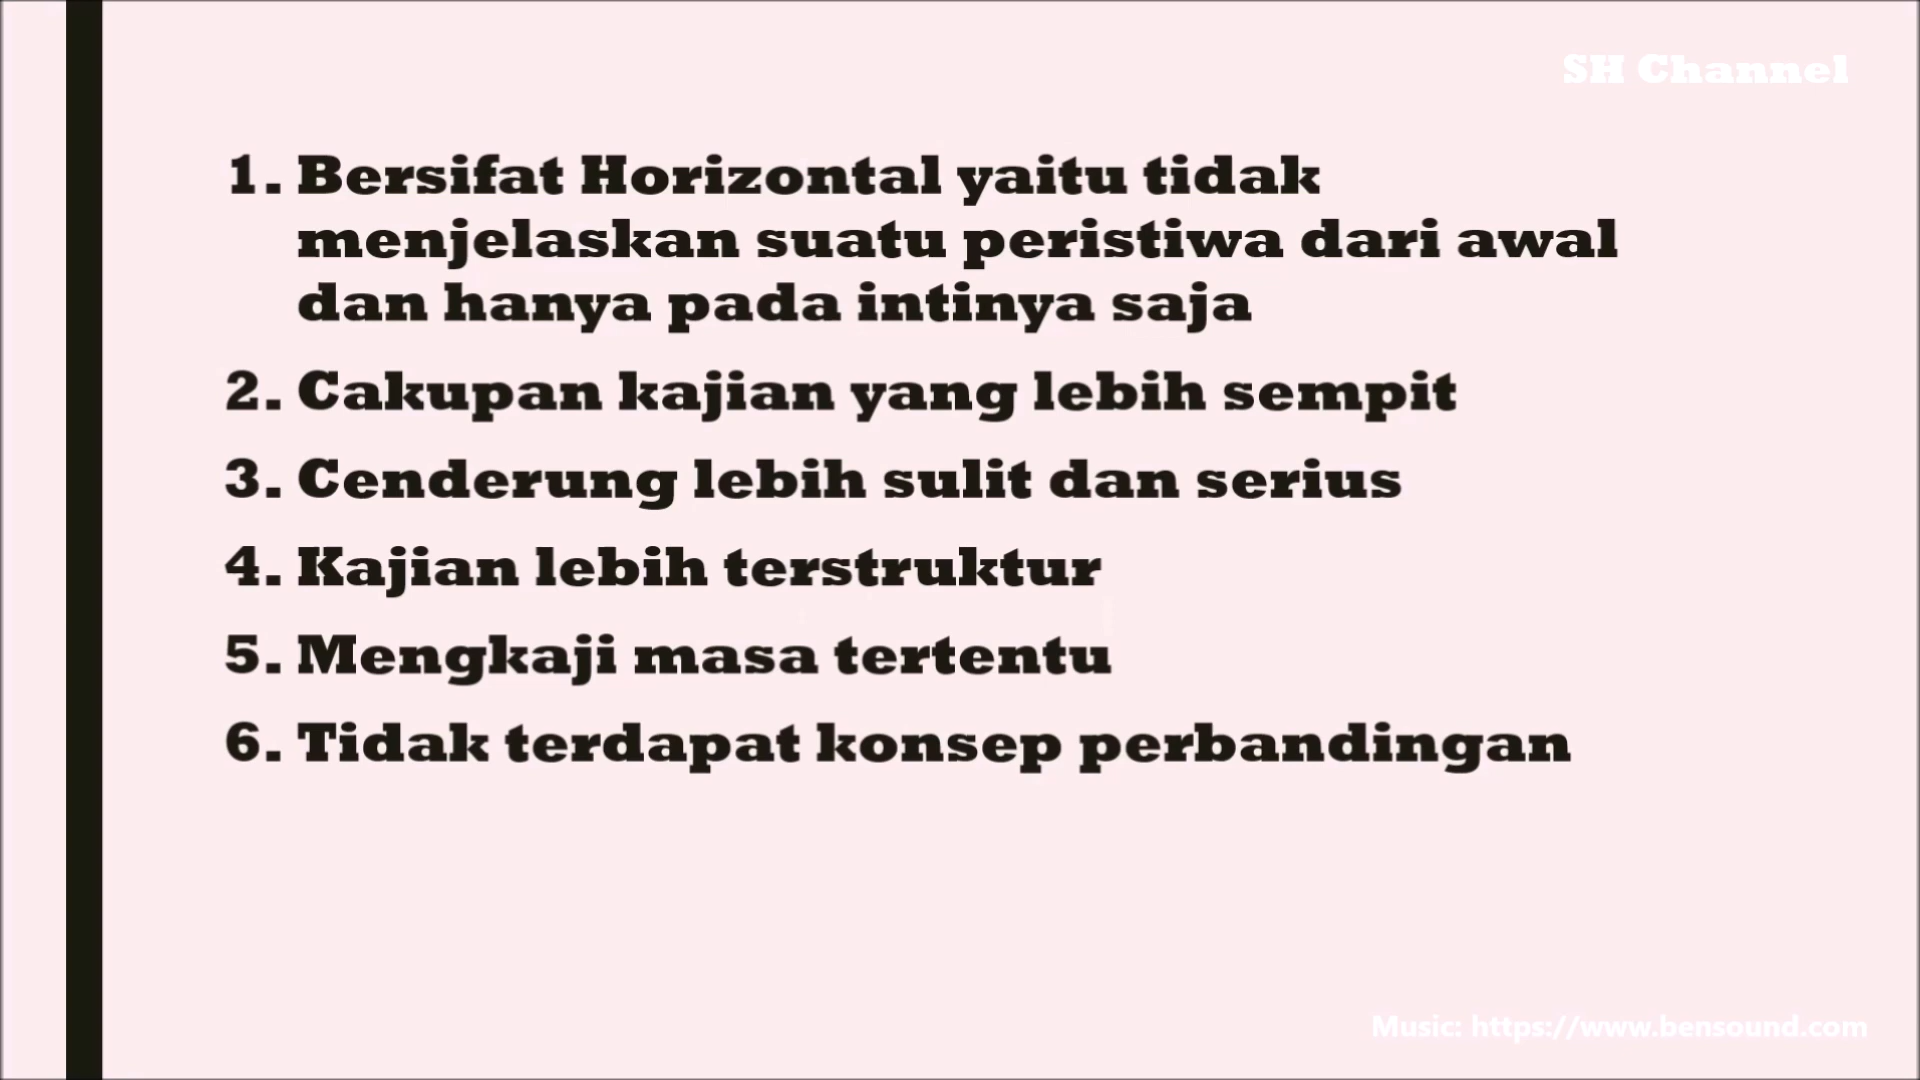 SH Channel
1. Bersifat Horizontal yaitu tidak
menjelaskan suatu peristiwa dari awal
dan hanya pada intinya saja
2. Cakupan kajian yang lebih sempit
3. Cenderung lebih sulit dan serius
4. Kajian lebih terstruktur
5. Mengkaji masa tertentu
6. Tidak terdapat konsep perbandingan
Music: https://www.bensound.com